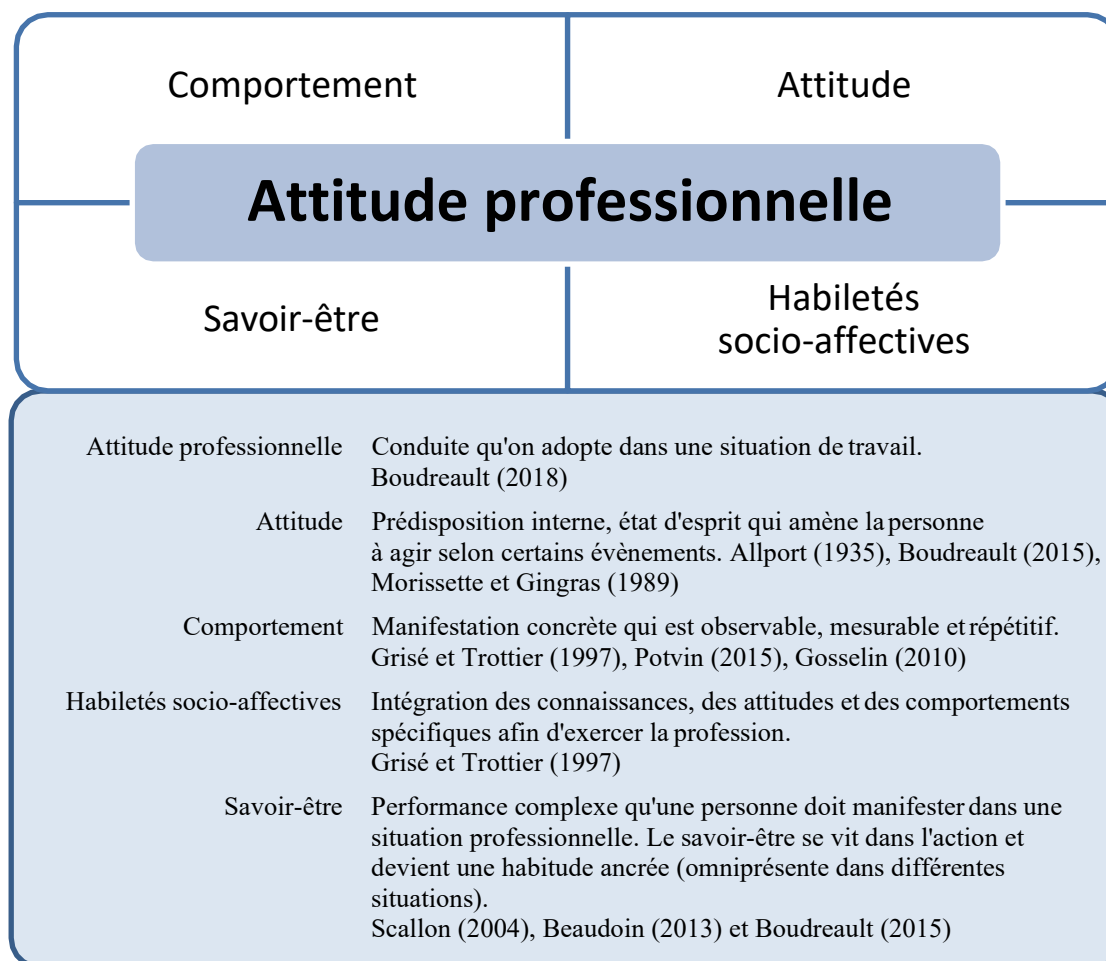 Comportement
Attitude
Attitude professionnelle
Savoir-être
Habiletés
socio-affectives
Attitude professionnelle Conduite qu'on adopte dans une situation de travail.
Boudreault (2018)
Attitude Prédisposition interne, état d'esprit qui amène la personne
à agir selon certains évènements. Allport (1935), Boudreault (2015),
Morissette et Gingras (1989)
Comportement Manifestation concrète qui est observable, mesurable et répétitif.
Grisé et Trottier (1997), Potvin (2015), Gosselin (2010)
Habiletés socio-affectives Intégration des connaissances, des attitudes et des comportements
spécifiques afin d'exercer la profession.
Grisé et Trottier (1997)
Savoir-être Performance complexe qu'une personne doit manifester dans une
situation professionnelle. Le savoir-être se vit dans l'action et
devient une habitude ancrée (omniprésente dans différentes
situations).
Scallon (2004), Beaudoin (2013) et Boudreault (2015)